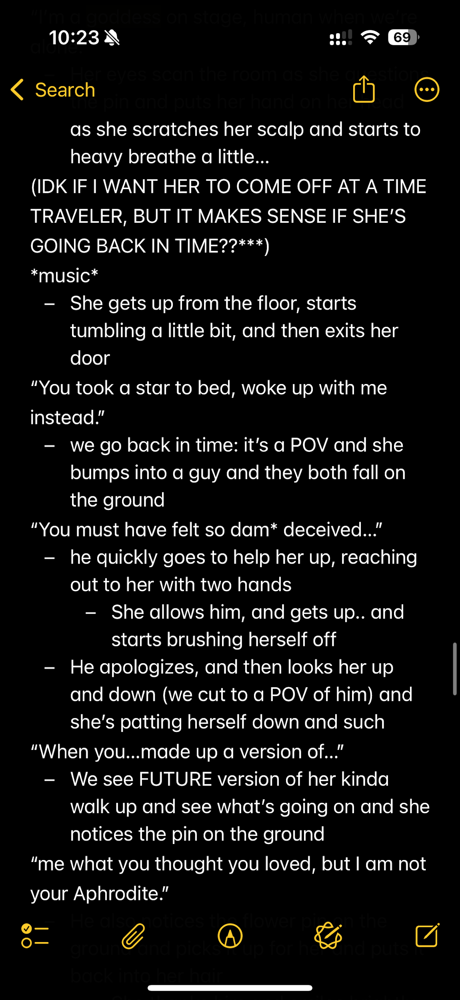 "I'm a goddess on stage, human when we're
10:23
69
alone."
– Her eyes scan the room as she questions
Search
the pin and puts her hand on her head
as she scratches her scalp and starts to
heavy breathe a little...
(IDK IF I WANT HER TO COME OFF AT A TIME
TRAVELER, BUT IT MAKES SENSE IF SHE'S
GOING BACK IN TIME??***)
*music*
– She gets up from the floor, starts
tumbling a little bit, and then exits her
door
"You took a star to bed, woke up with me
instead."
– we go back in time: it's a POV and she
bumps into a guy and they both fall on
the ground
"You must have felt so dam* deceived..."
– he quickly goes to help her up, reaching
out to her with two hands
– She allows him, and gets up.. and
starts brushing herself off
– He apologizes, and then looks her up
and down (we cut to a POV of him) and
she's patting herself down and such
"When you...made up a version of..."
– We see FUTURE version of her kinda
walk up and see what's going on and she
notices the pin on the ground
"me what you thought you loved, but I am not
your Aphrodite."
– He also notices the flower pin on the
ground and picks it up for her and puts it
back into her hair